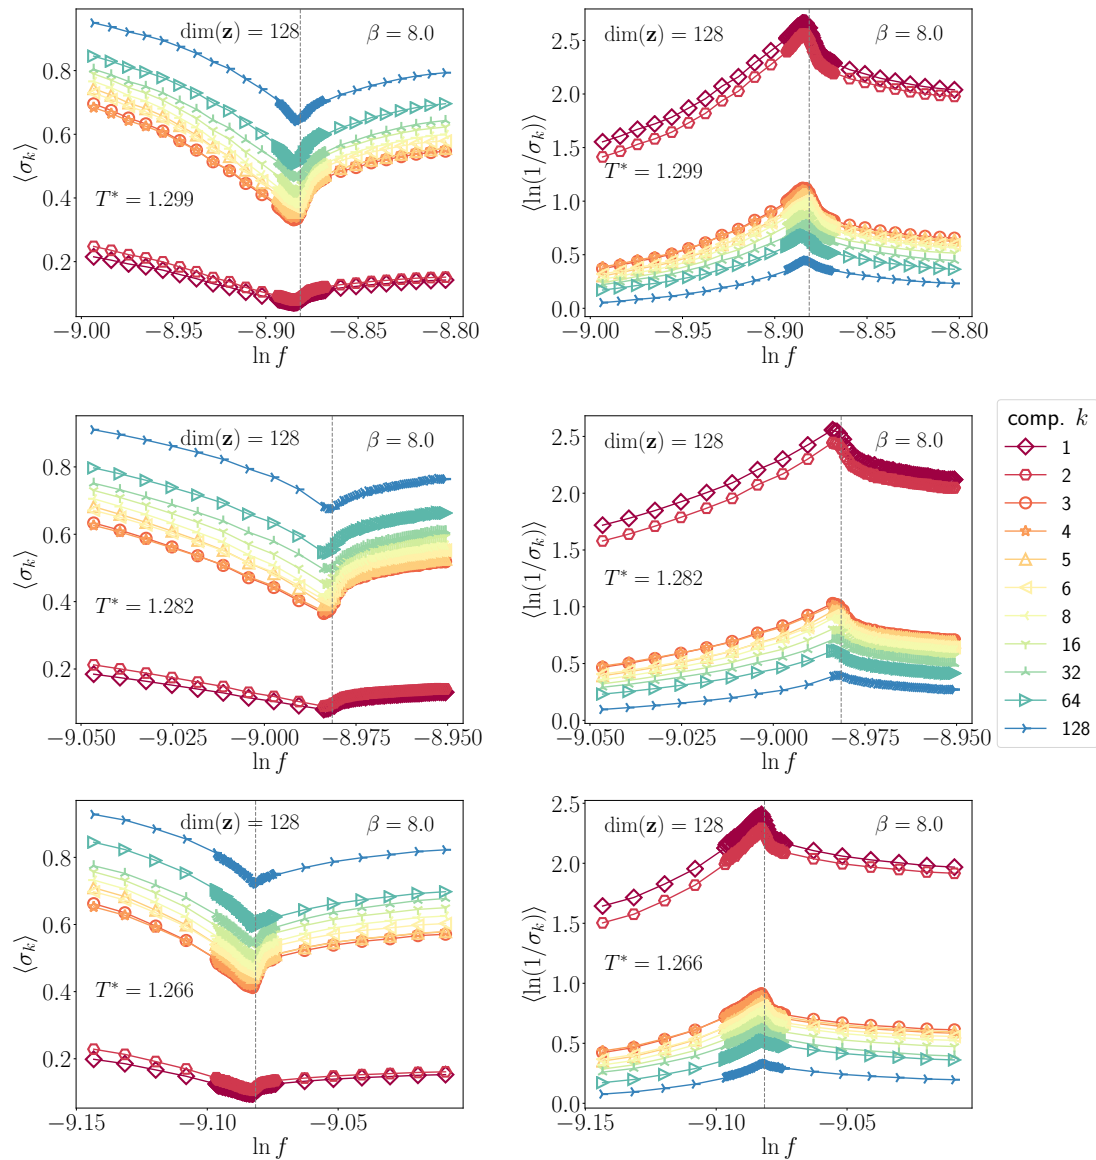 dim(z) = 128 β = 8.0
T* = 1.299
⟨σₖ⟩
0.8
0.6
0.4
0.2
−9.00 −8.95 −8.90 −8.85 −8.80
ln f
dim(z) = 128 β = 8.0
T* = 1.299
⟨ln(1/σₖ)⟩
2.5
2.0
1.5
1.0
0.5
0.0
−9.00 −8.95 −8.90 −8.85 −8.80
ln f
dim(z) = 128 β = 8.0
T* = 1.282
⟨σₖ⟩
0.8
0.6
0.4
0.2
−9.050 −9.025 −9.000 −8.975 −8.950
ln f
dim(z) = 128 β = 8.0
T* = 1.282
⟨ln(1/σₖ)⟩
2.5
2.0
1.5
1.0
0.5
0.0
−9.050 −9.025 −9.000 −8.975 −8.950
ln f
comp. k
1
2
3
4
5
6
8
16
32
64
128
dim(z) = 128 β = 8.0
T* = 1.266
⟨σₖ⟩
0.8
0.6
0.4
0.2
−9.15 −9.10 −9.05
ln f
dim(z) = 128 β = 8.0
T* = 1.266
⟨ln(1/σₖ)⟩
2.5
2.0
1.5
1.0
0.5
0.0
−9.15 −9.10 −9.05
ln f